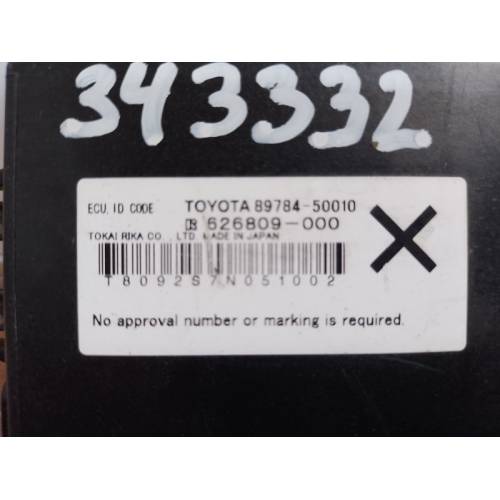 343332
ECU, ID CODE TOYOTA 89784-50010
626809-000
TOKAI RIKA CO., LTD. MADE IN JAPAN
T8092S7N051002
No approval number or marking is required.